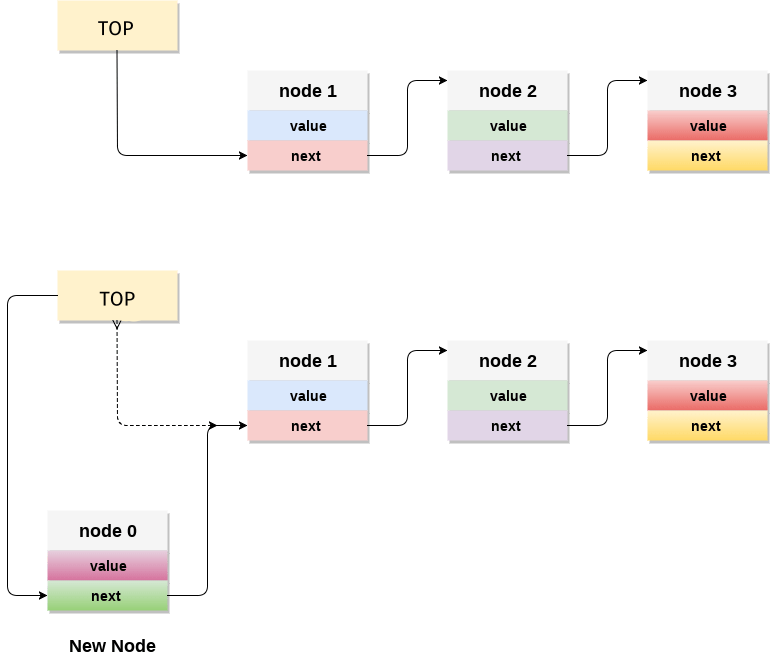 TOP
node 1
value
next
node 2
value
next
node 3
value
next
TOP
node 1
value
next
node 2
value
next
node 3
value
next
node 0
value
next
New Node